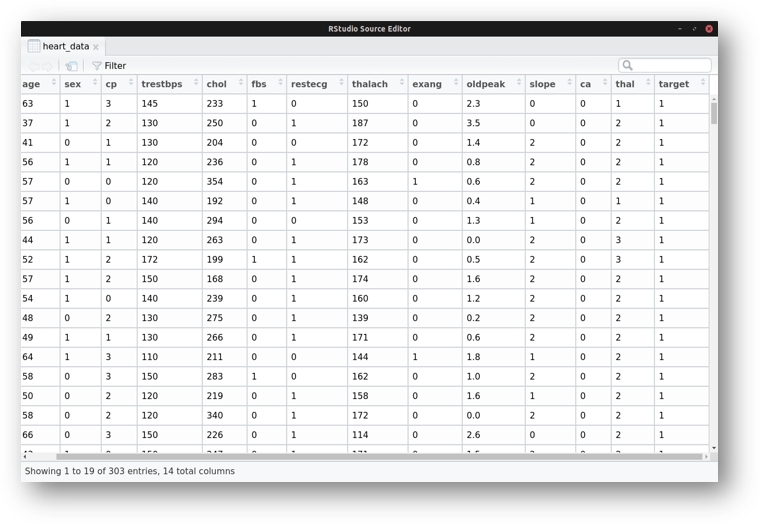 RStudio Source Editor
heart_data
Filter
age sex cp trestbps chol fbs restecg thalach exang oldpeak slope ca thal target
63 1 3 145 233 1 0 150 0 2.3 0 0 1 1
37 1 2 130 250 0 1 187 0 3.5 0 0 2 1
41 0 1 130 204 0 0 172 0 1.4 2 0 2 1
56 1 1 120 236 0 1 178 0 0.8 2 0 2 1
57 0 0 120 354 0 1 163 1 0.6 2 0 2 1
57 1 0 140 192 0 1 148 0 0.4 1 0 1 1
56 0 1 140 294 0 0 153 0 1.3 1 0 2 1
44 1 1 120 263 0 1 173 0 0.0 2 0 3 1
52 1 2 172 199 1 1 162 0 0.5 2 0 3 1
57 1 2 150 168 0 1 174 0 1.6 2 0 2 1
54 1 0 140 239 0 1 160 0 1.2 2 0 2 1
48 0 2 130 275 0 1 139 0 0.2 2 0 2 1
49 1 1 130 266 0 1 171 0 0.6 2 0 2 1
64 1 3 110 211 0 0 144 1 1.8 1 0 2 1
58 0 3 150 283 1 0 162 0 1.0 2 0 2 1
50 0 2 120 219 0 1 158 0 1.6 1 0 2 1
58 0 2 120 340 0 1 172 0 0.0 2 0 2 1
66 0 3 150 226 0 1 114 0 2.6 0 0 2 1
Showing 1 to 19 of 303 entries, 14 total columns